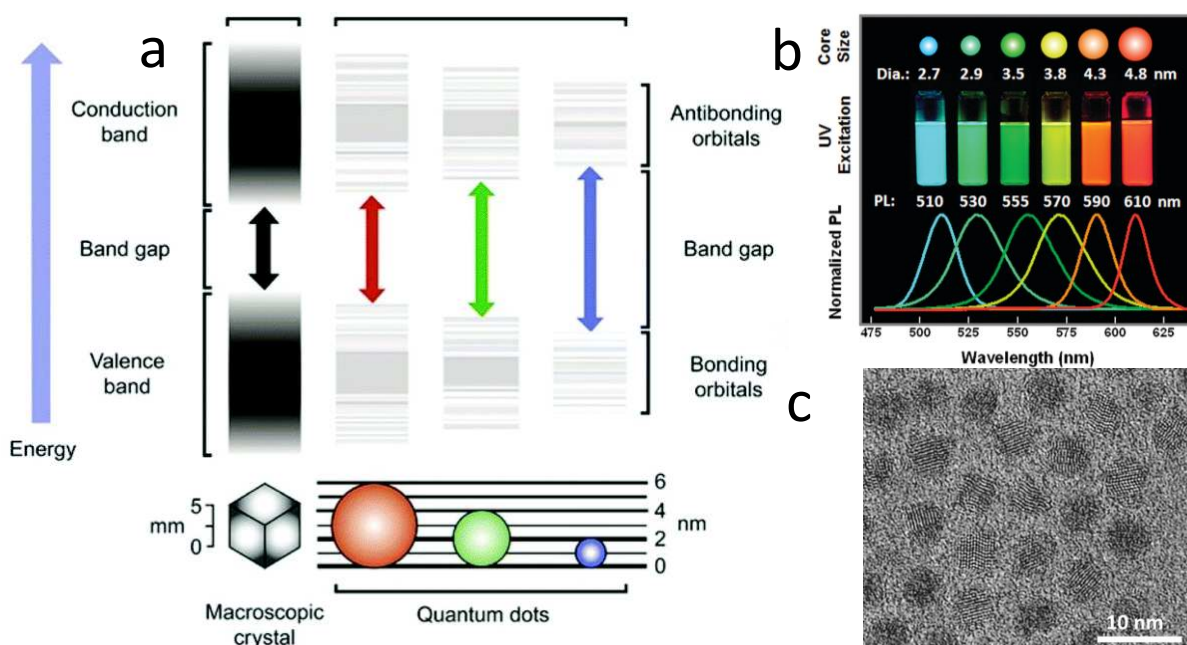 a
Conduction
band
Band gap
Valence
band
Energy
Antibonding
orbitals
Band gap
Bonding
orbitals
5
mm
0
6
4
nm
2
0
Macroscopic
crystal
Quantum dots
b
Core
Size
Dia.: 2.7 2.9 3.5 3.8 4.3 4.8 nm
UV
Excitation
PL: 510 530 555 570 590 610 nm
Normalized PL
475 500 525 550 575 600 625
Wavelength (nm)
c
10 nm